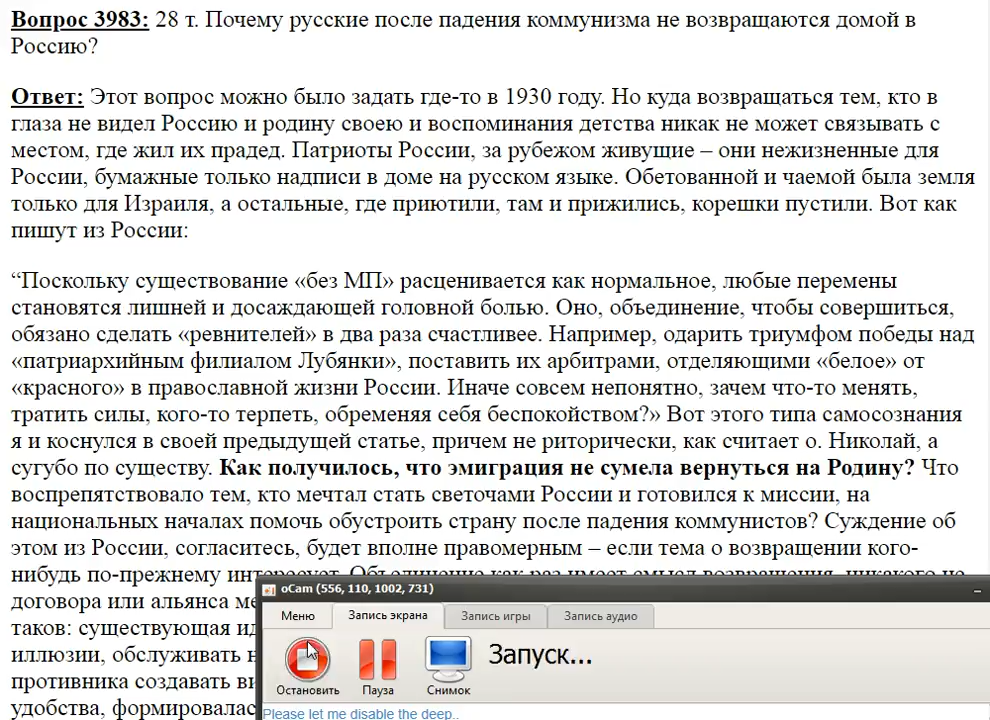 Вопрос 3983: 28 т. Почему русские после падения коммунизма не возвращаются домой в
Россию?
Ответ: Этот вопрос можно было задать где-то в 1930 году. Но куда возвращаться тем, кто в
глаза не видел Россию и родину своею и воспоминания детства никак не может связывать с
местом, где жил их прадед. Патриоты России, за рубежом живущие – они нежизненные для
России, бумажные только надписи в доме на русском языке. Обетованной и чаемой была земля
только для Израиля, а остальные, где приютили, там и прижились, корешки пустили. Вот как
пишут из России:
“Поскольку существование «без МП» расценивается как нормальное, любые перемены
становятся лишней и досаждающей головной болью. Оно, объединение, чтобы совершиться,
обязано сделать «ревнителей» в два раза счастливее. Например, одарить триумфом победы над
«патриархийным филиалом Лубянки», поставить их арбитрами, отделяющими «белое» от
«красного» в православной жизни России. Иначе совсем непонятно, зачем что-то менять,
тратить силы, кого-то терпеть, обременяя себя беспокойством?» Вот этого типа самосознания
я и коснулся в своей предыдущей статье, причем не риторически, как считает о. Николай, а
сугубо по существу. Как получилось, что эмиграция не сумела вернуться на Родину? Что
воспрепятствовало тем, кто мечтал стать светочами России и готовился к миссии, на
национальных началах помочь обустроить страну после падения коммунистов? Суждение об
этом из России, согласитесь, будет вполне правомерным – если тема о возвращении кого-
нибудь по-прежнему интересует. Объединение как раз имеет смысл возвращения, никакого не
договора или альянса
таков: существующая
иллюзии, обслуживать
противника создавать
удобства, формировалас
oCam (556, 110, 1002, 731)
Меню Запись экрана Запись игры Запись аудио
Запуск...
Остановить Пауза Снимок
Please let me disable the deep..